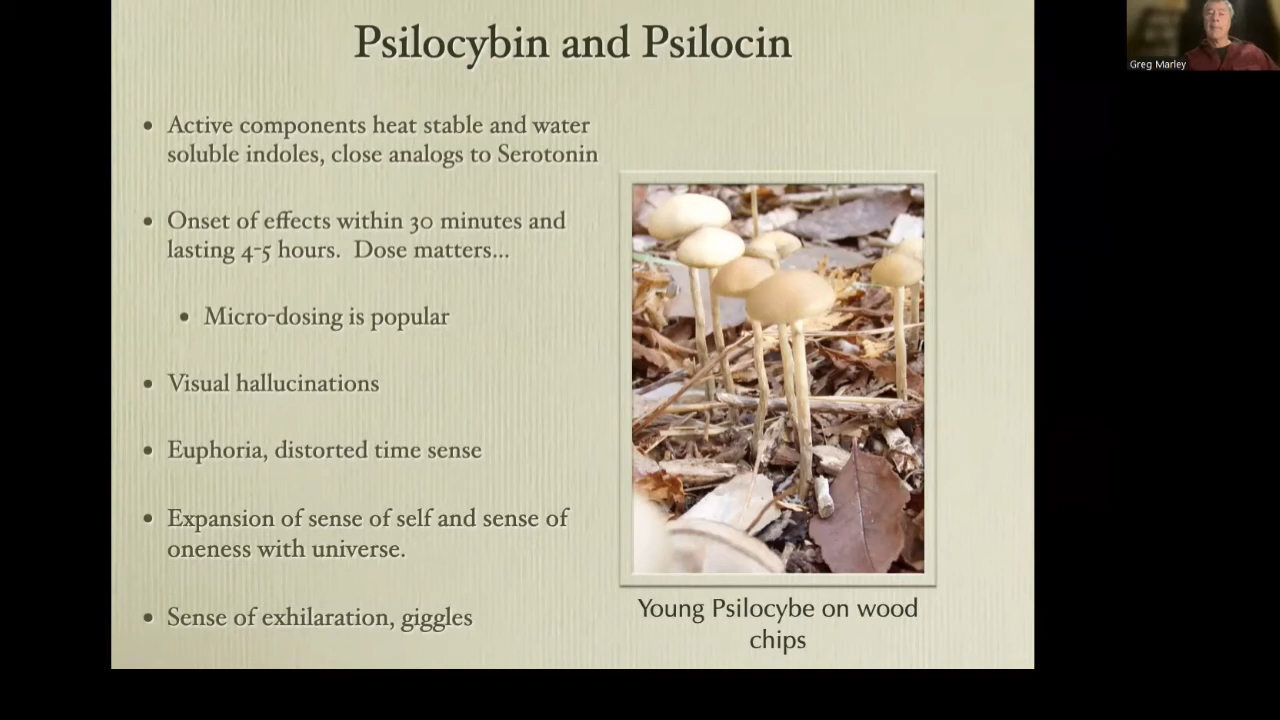 Psilocybin and Psilocin
Greg Marley
• Active components heat stable and water
soluble indoles, close analogs to Serotonin
• Onset of effects within 30 minutes and
lasting 4-5 hours.  Dose matters...
• Micro-dosing is popular
• Visual hallucinations
• Euphoria, distorted time sense
• Expansion of sense of self and sense of
oneness with universe.
• Sense of exhilaration, giggles
Young Psilocybe on wood
chips